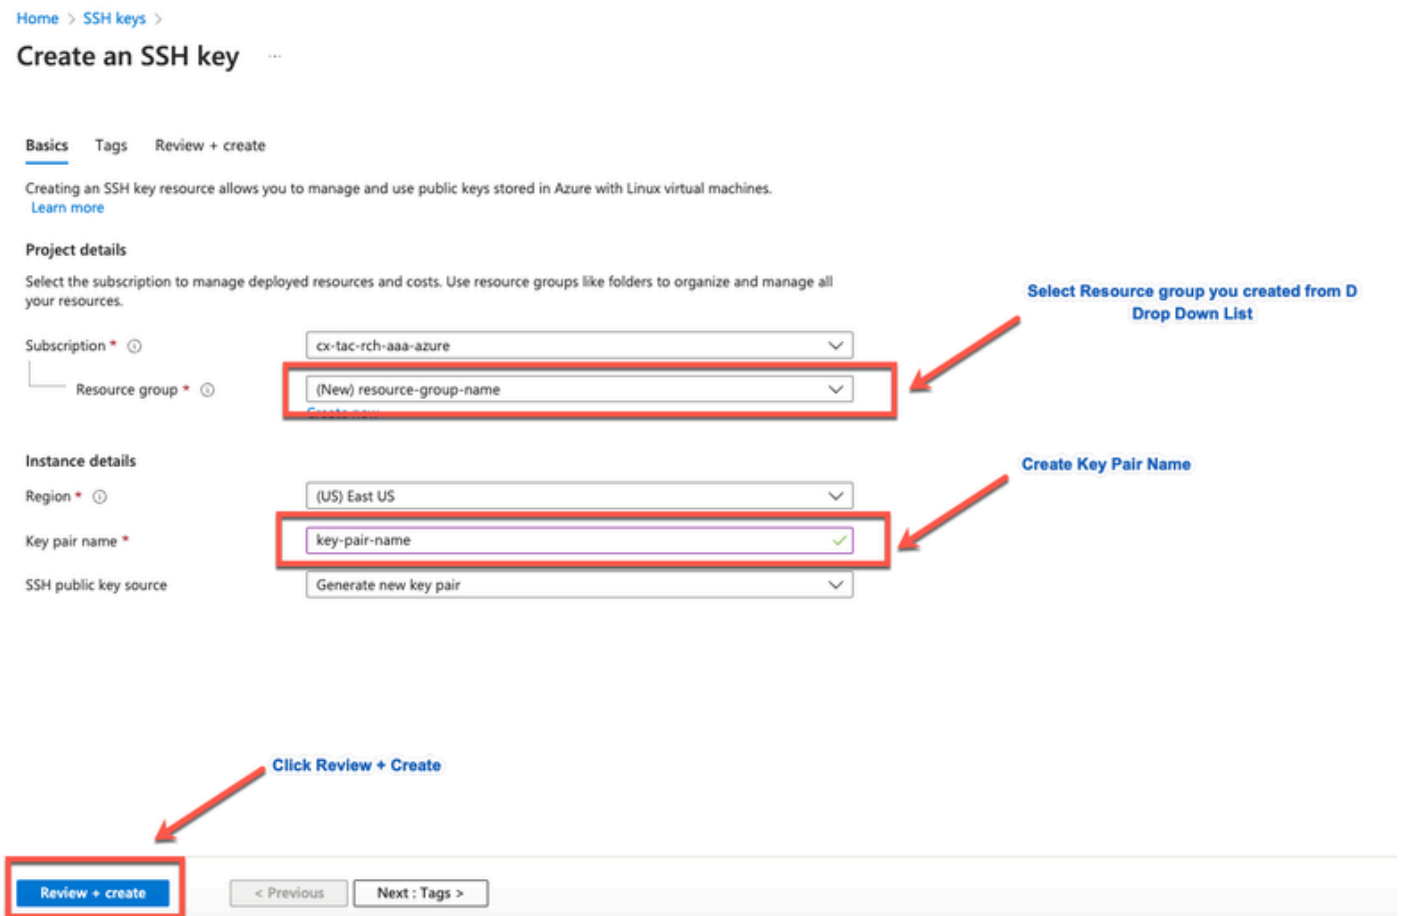 Home > SSH keys >
Create an SSH key ...
Basics Tags Review + create
Creating an SSH key resource allows you to manage and use public keys stored in Azure with Linux virtual machines.
Learn more
Project details
Select the subscription to manage deployed resources and costs. Use resource groups like folders to organize and manage all
your resources.
Select Resource group you created from D
Drop Down List
Subscription * cx-tac-rch-aaa-azure
Resource group * (New) resource-group-name
Create new
Instance details
Create Key Pair Name
Region * (US) East US
Key pair name * key-pair-name
SSH public key source Generate new key pair
Click Review + Create
Review + create < Previous Next : Tags >